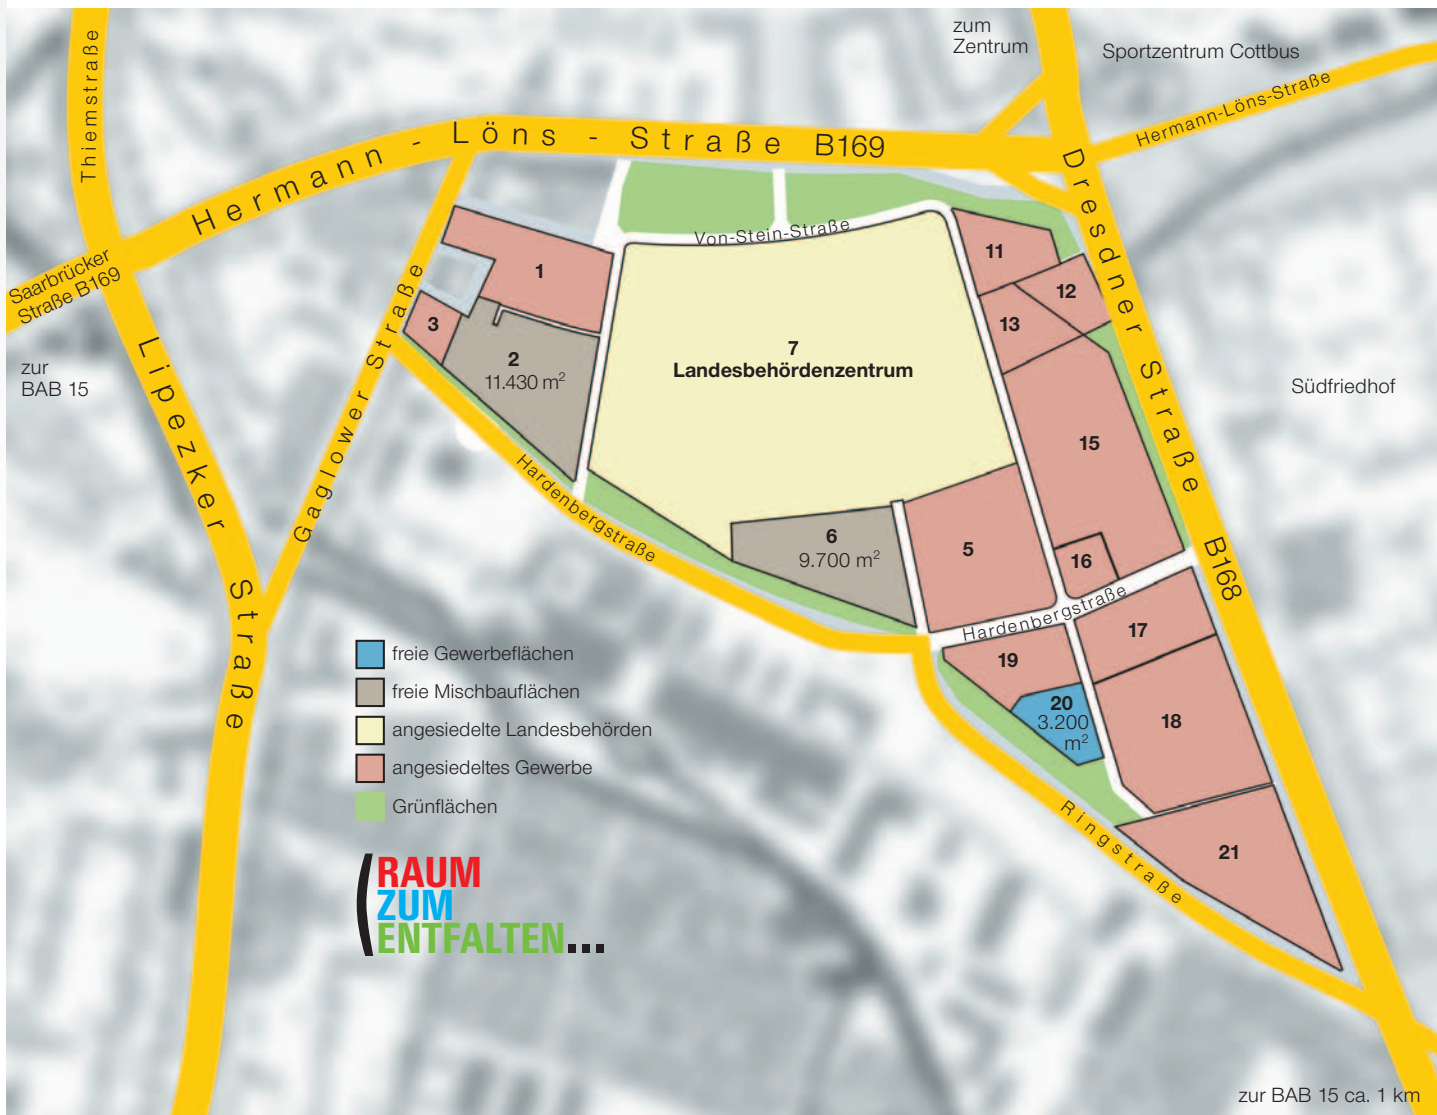 zum
Zentrum
Sportzentrum Cottbus
Thiemstraße
Hermann-Löns-Straße
Hermann - Löns - Straße B169
Dresdner Straße B168
Von-Stein-Straße
Saarbrücker
Straße B169
Gaglower Straße
Lipezker Straße
zur
BAB 15
Südfriedhof
1
2
11.430 m²
3
7
Landesbehördenzentrum
11
12
13
15
16
5
6
9.700 m²
Hardenbergstraße
Hardenbergstraße
17
18
19
20
3.200
m²
21
Ringstraße
freie Gewerbeflächen
freie Mischbauflächen
angesiedelte Landesbehörden
angesiedeltes Gewerbe
Grünflächen
(RAUM
ZUM
ENTFALTEN...
zur BAB 15 ca. 1 km